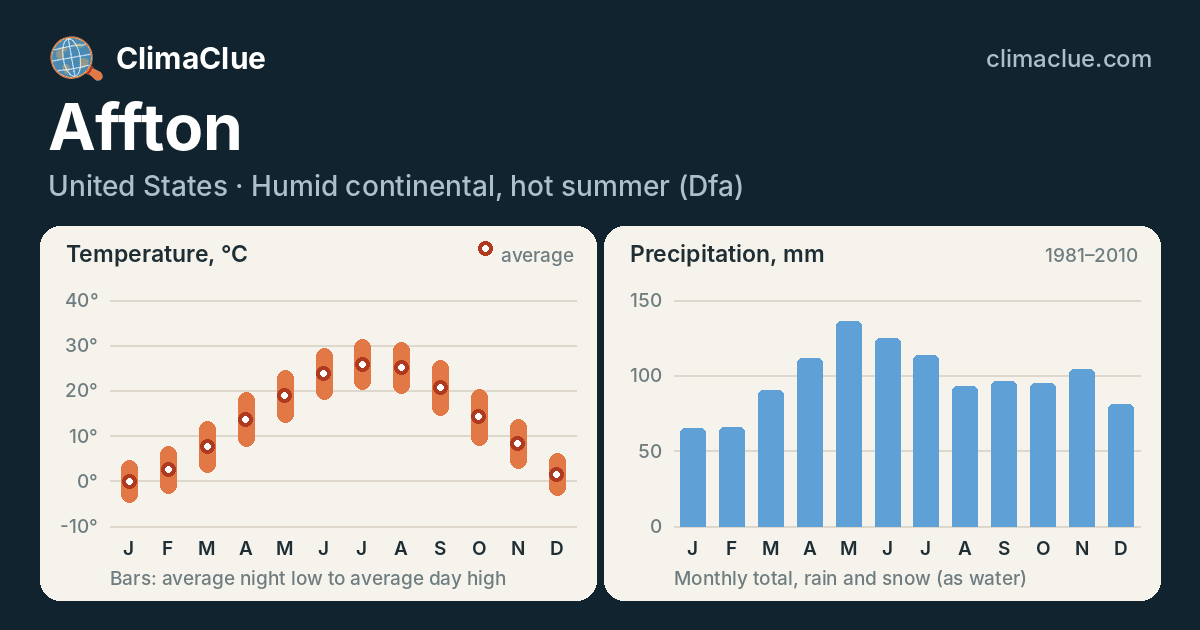 ClimaClue
climaclue.com
Affton
United States · Humid continental, hot summer (Dfa)
Temperature, °C
average
40°
30°
20°
10°
0°
-10°
J F M A M J J A S O N D
Bars: average night low to average day high
Precipitation, mm
1981–2010
150
100
50
0
J F M A M J J A S O N D
Monthly total, rain and snow (as water)